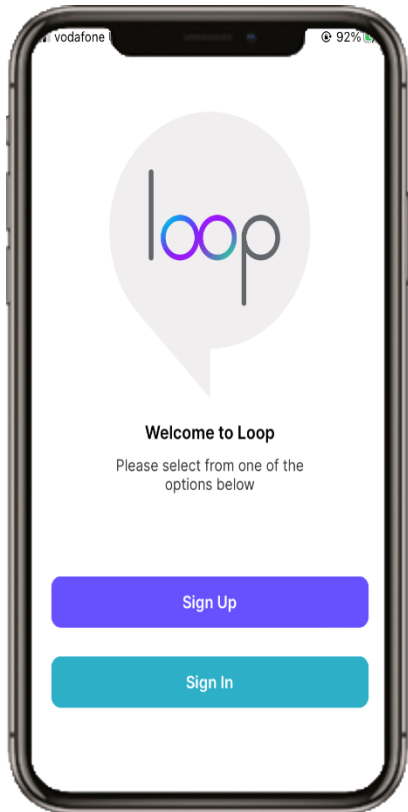 vodafone
92%
loop
Welcome to Loop
Please select from one of the
options below
Sign Up
Sign In